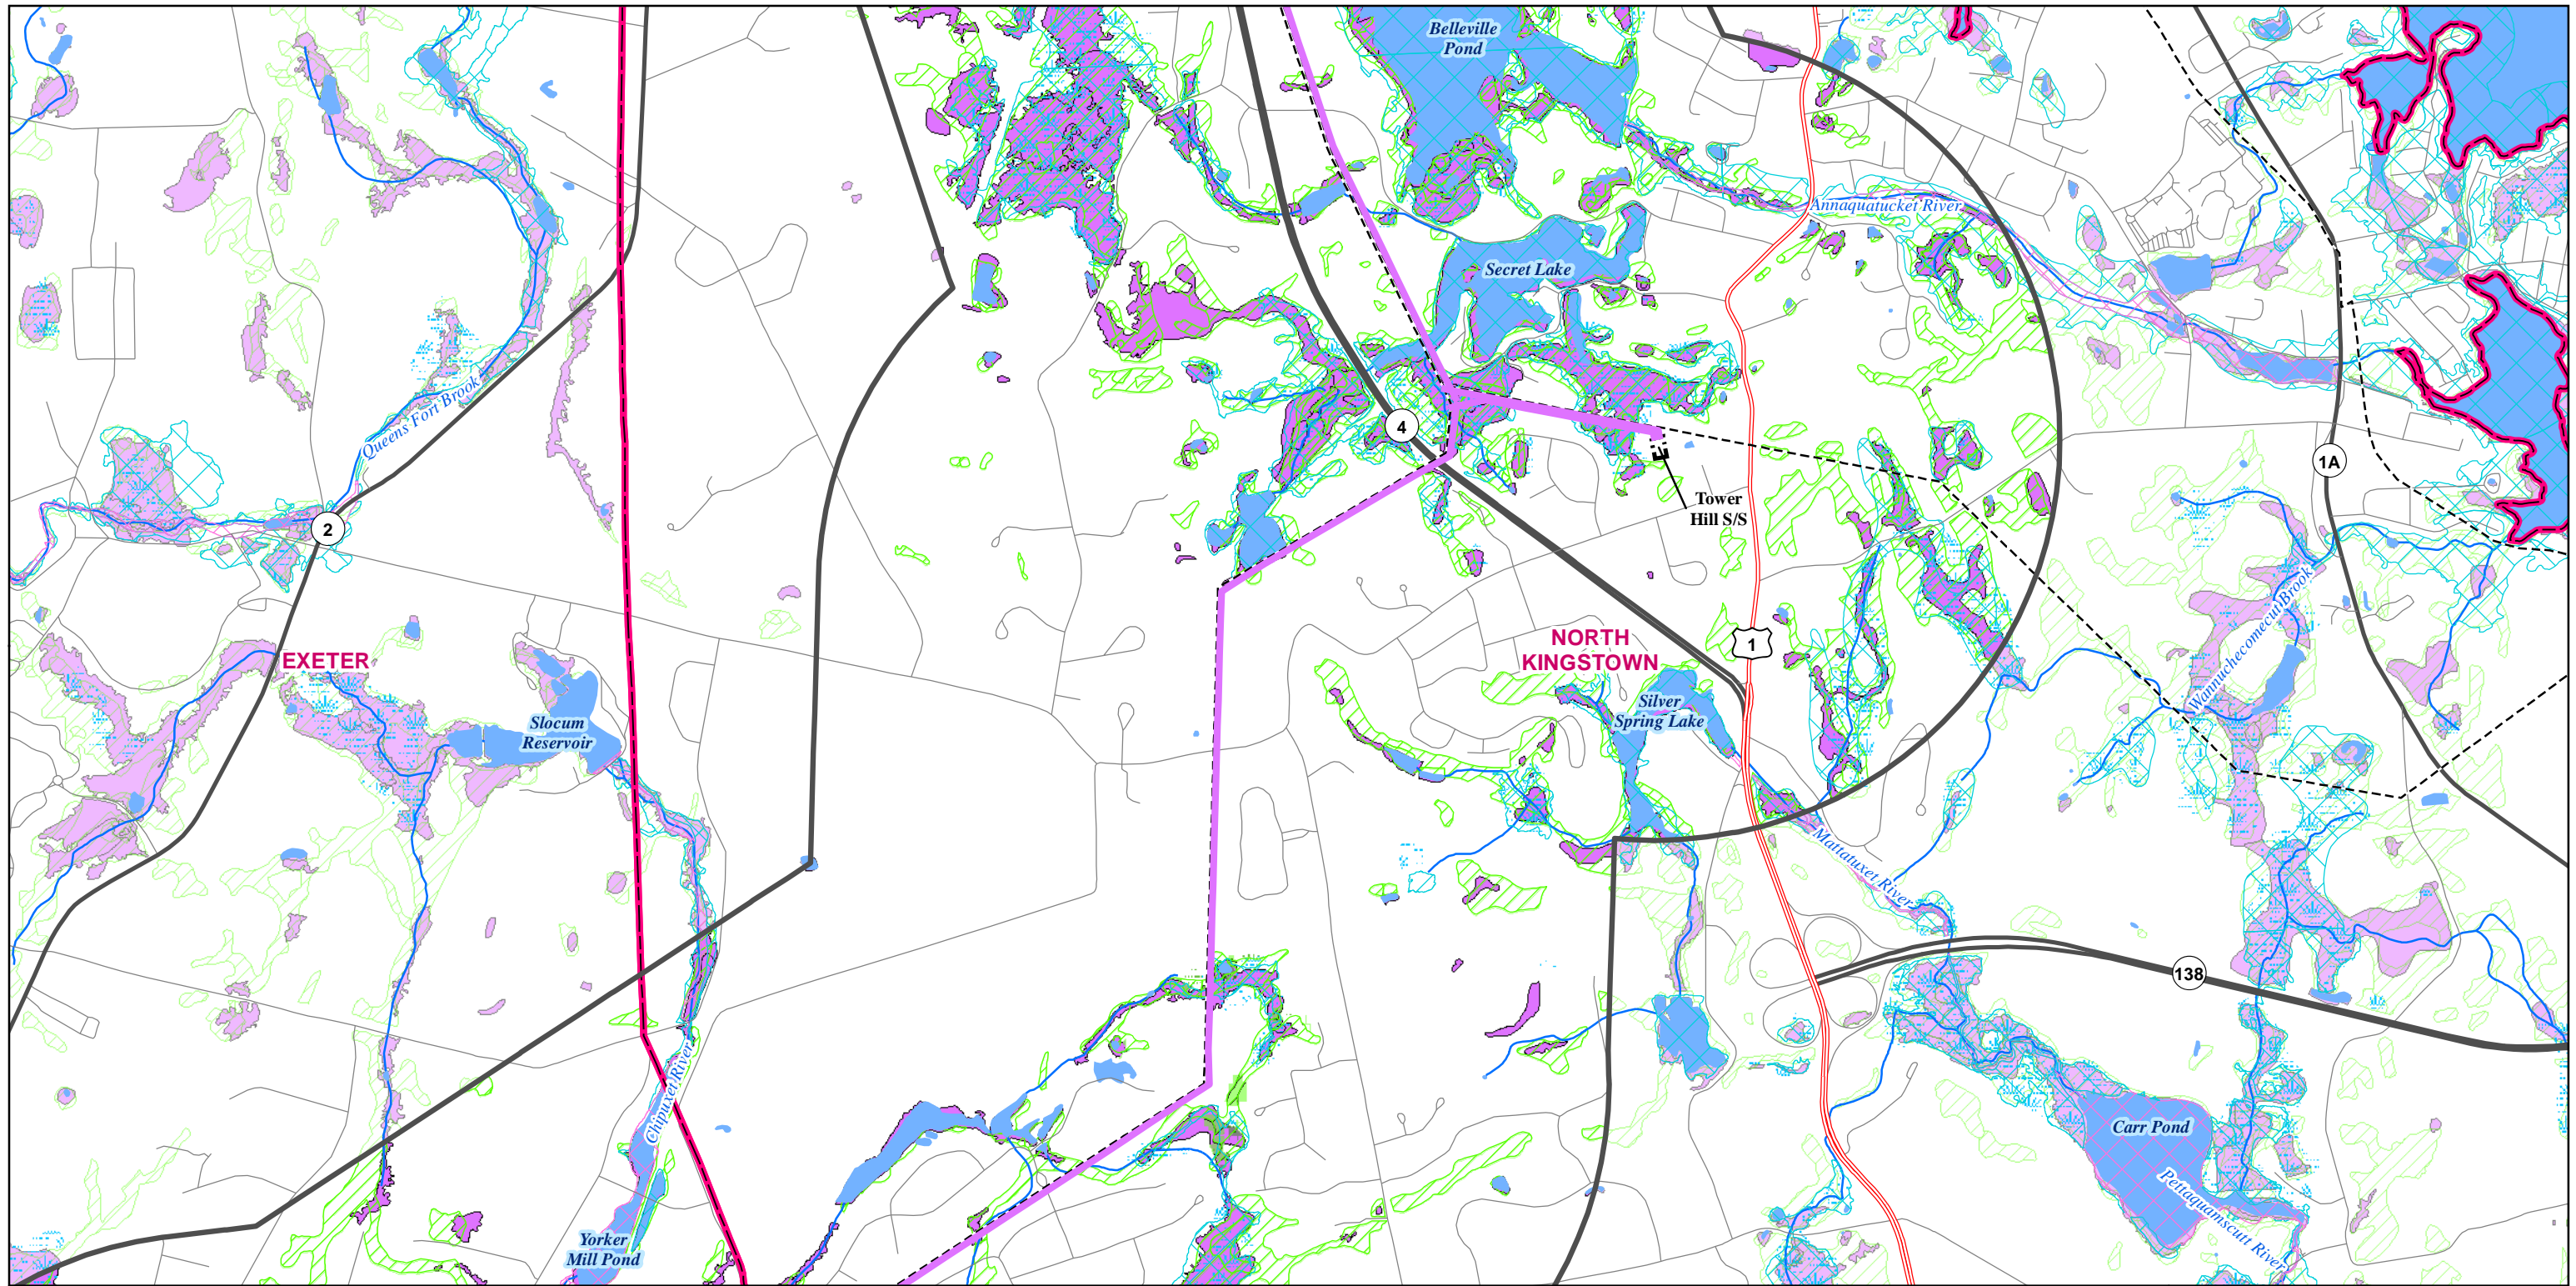 Belleville
Pond
Annaquatucket River
Secret Lake
Queens Fort Brook
4
1A
Tower
Hill S/S
2
NORTH
KINGSTOWN
1
EXETER
Wannuchecomecut Brook
Silver
Spring Lake
Slocum
Reservoir
Mattatuxet River
138
Chipuxet River
Carr Pond
Pettaquamscutt River
Yorker
Mill Pond